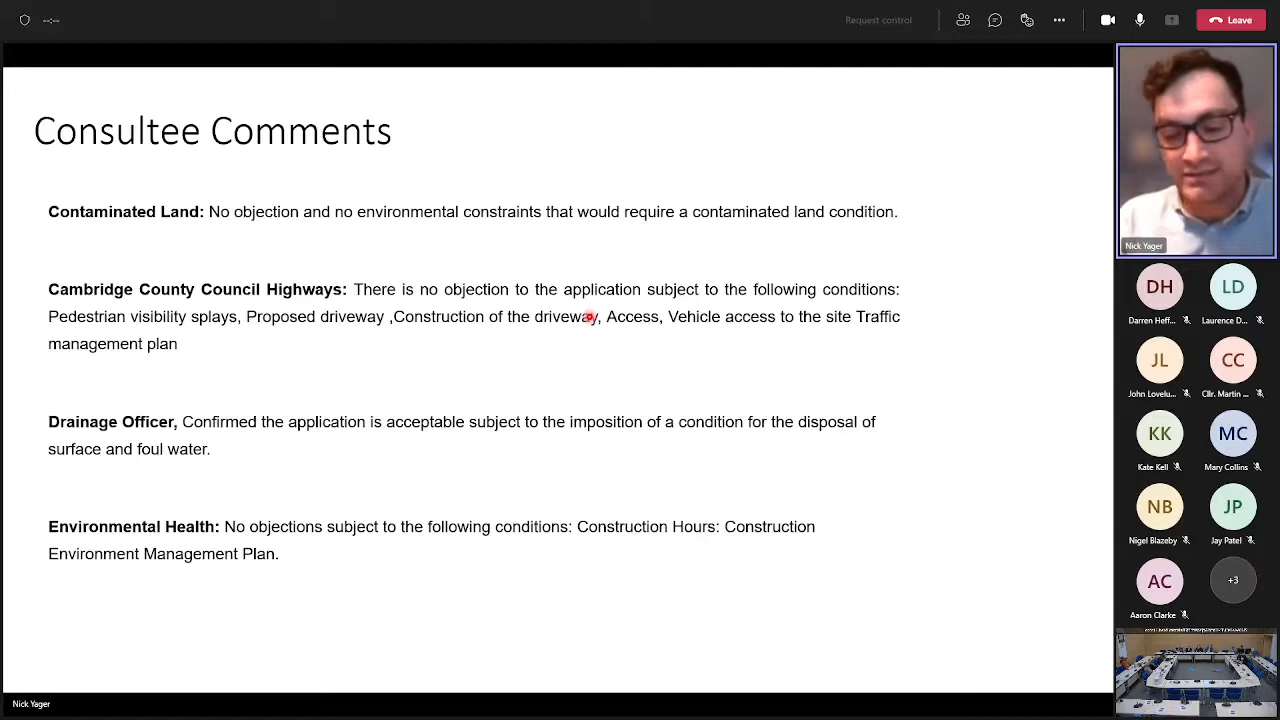 --:--
Request control
Leave
Consultee Comments
Contaminated Land: No objection and no environmental constraints that would require a contaminated land condition.
Cambridge County Council Highways: There is no objection to the application subject to the following conditions:
Pedestrian visibility splays, Proposed driveway ,Construction of the driveway, Access, Vehicle access to the site Traffic
management plan
Drainage Officer, Confirmed the application is acceptable subject to the imposition of a condition for the disposal of
surface and foul water.
Environmental Health: No objections subject to the following conditions: Construction Hours: Construction
Environment Management Plan.
Nick Yager
Nick Yager
DH
LD
Darren Heff...
Laurence D...
JL
CC
John Lovelu...
Cllr. Martin ...
KK
MC
Kate Kell
Mary Collins
NB
JP
Nigel Blazeby
Jay Patel
AC
+3
Aaron Clarke